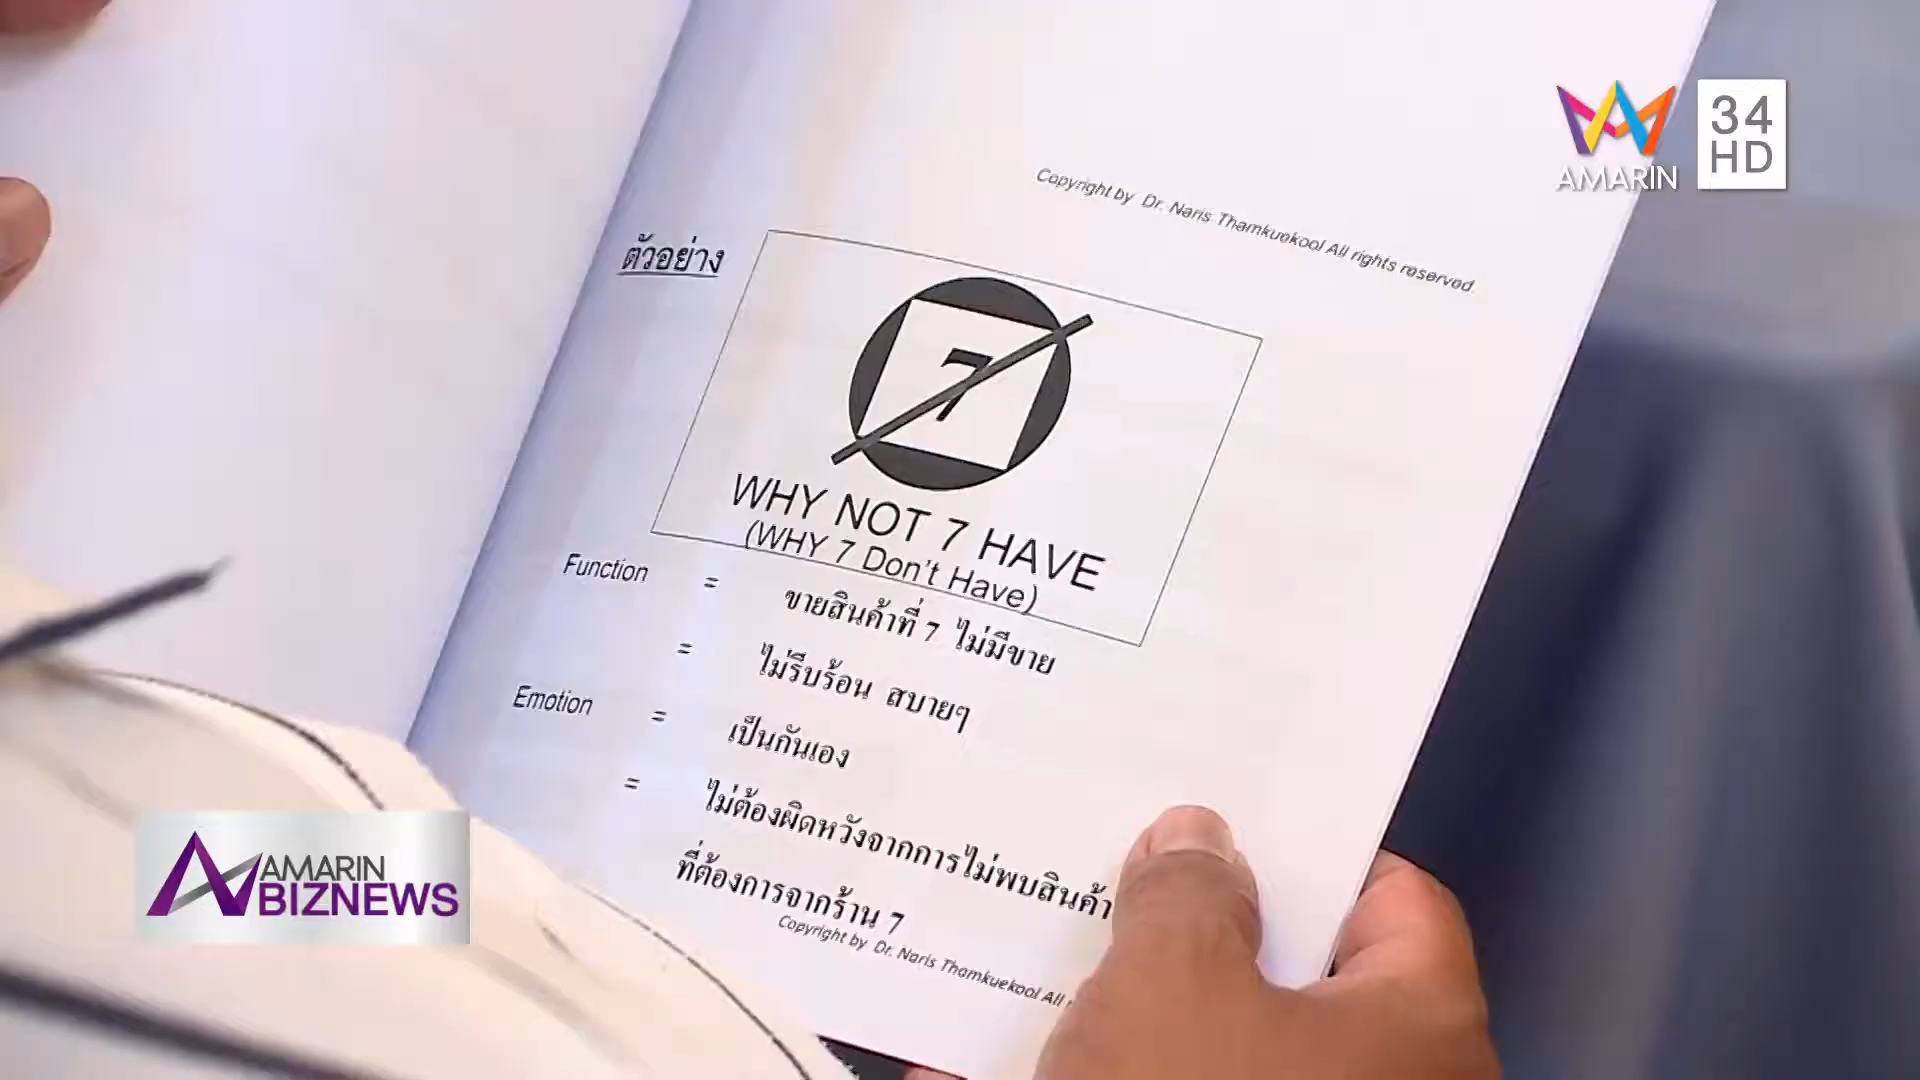 AMARIN
34
HD
Copyright by Dr. Naris Thamkuekool All rights reserved.
ตัวอย่าง
7
WHY NOT 7 HAVE
(WHY 7 Don't Have)
Function = ขายสินค้าที่ 7 ไม่มีขาย
= ไม่รีบร้อน สบายๆ
Emotion = เป็นกันเอง
= ไม่ต้องผิดหวังจากการไม่พบสินค้า
ที่ต้องการจากร้าน 7
Copyright by Dr. Naris Thamkuekool All
AMARIN
BIZNEWS